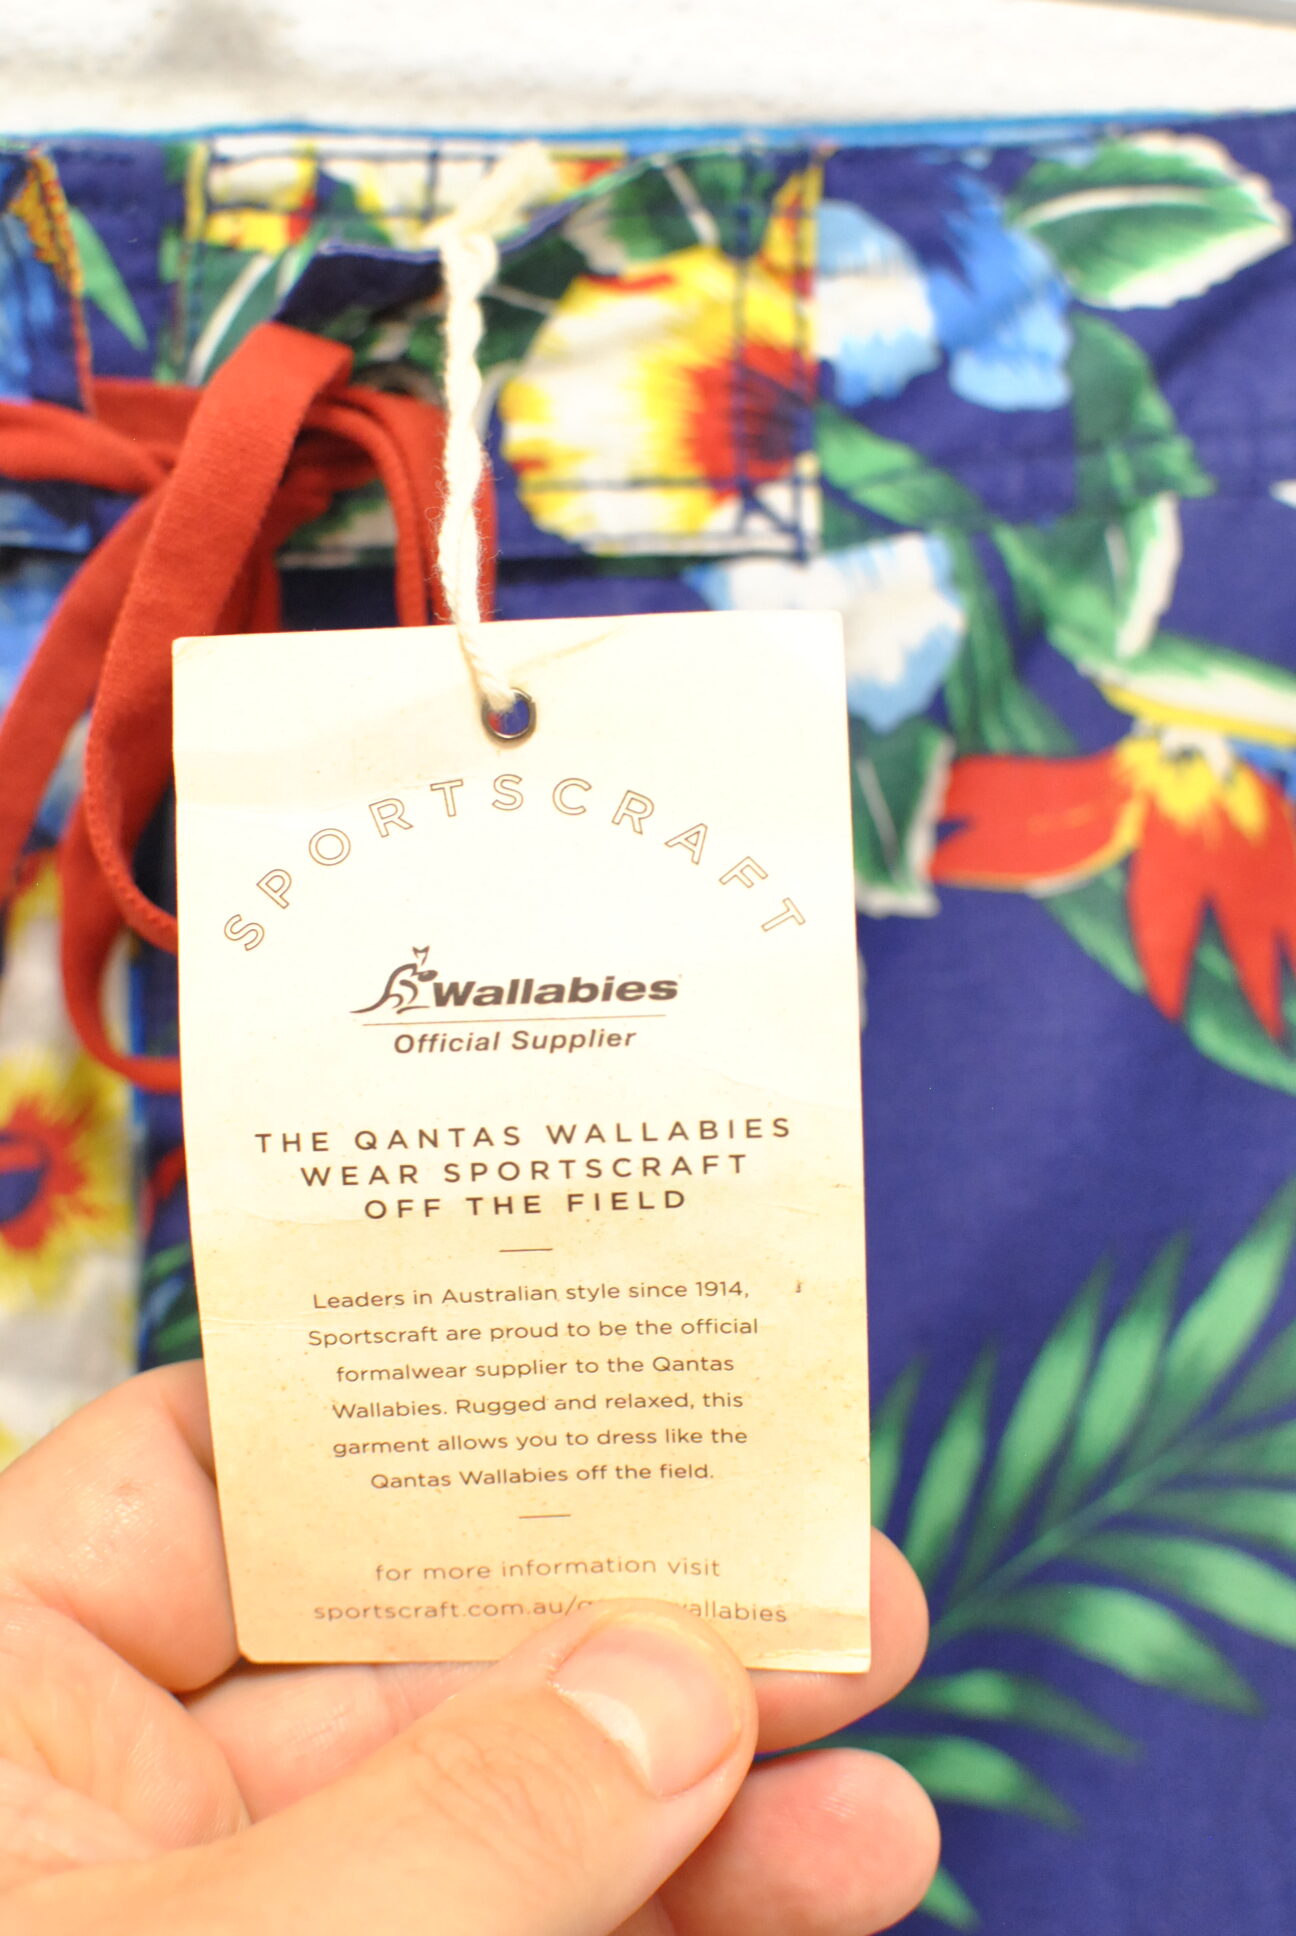 SPORTSCRAFT
Wallabies
Official Supplier
THE QANTAS WALLABIES
WEAR SPORTSCRAFT
OFF THE FIELD
Leaders in Australian style since 1914,
Sportscraft are proud to be the official
formalwear supplier to the Qantas
Wallabies. Rugged and relaxed, this
garment allows you to dress like the
Qantas Wallabies off the field.
for more information visit
sportscraft.com.au/